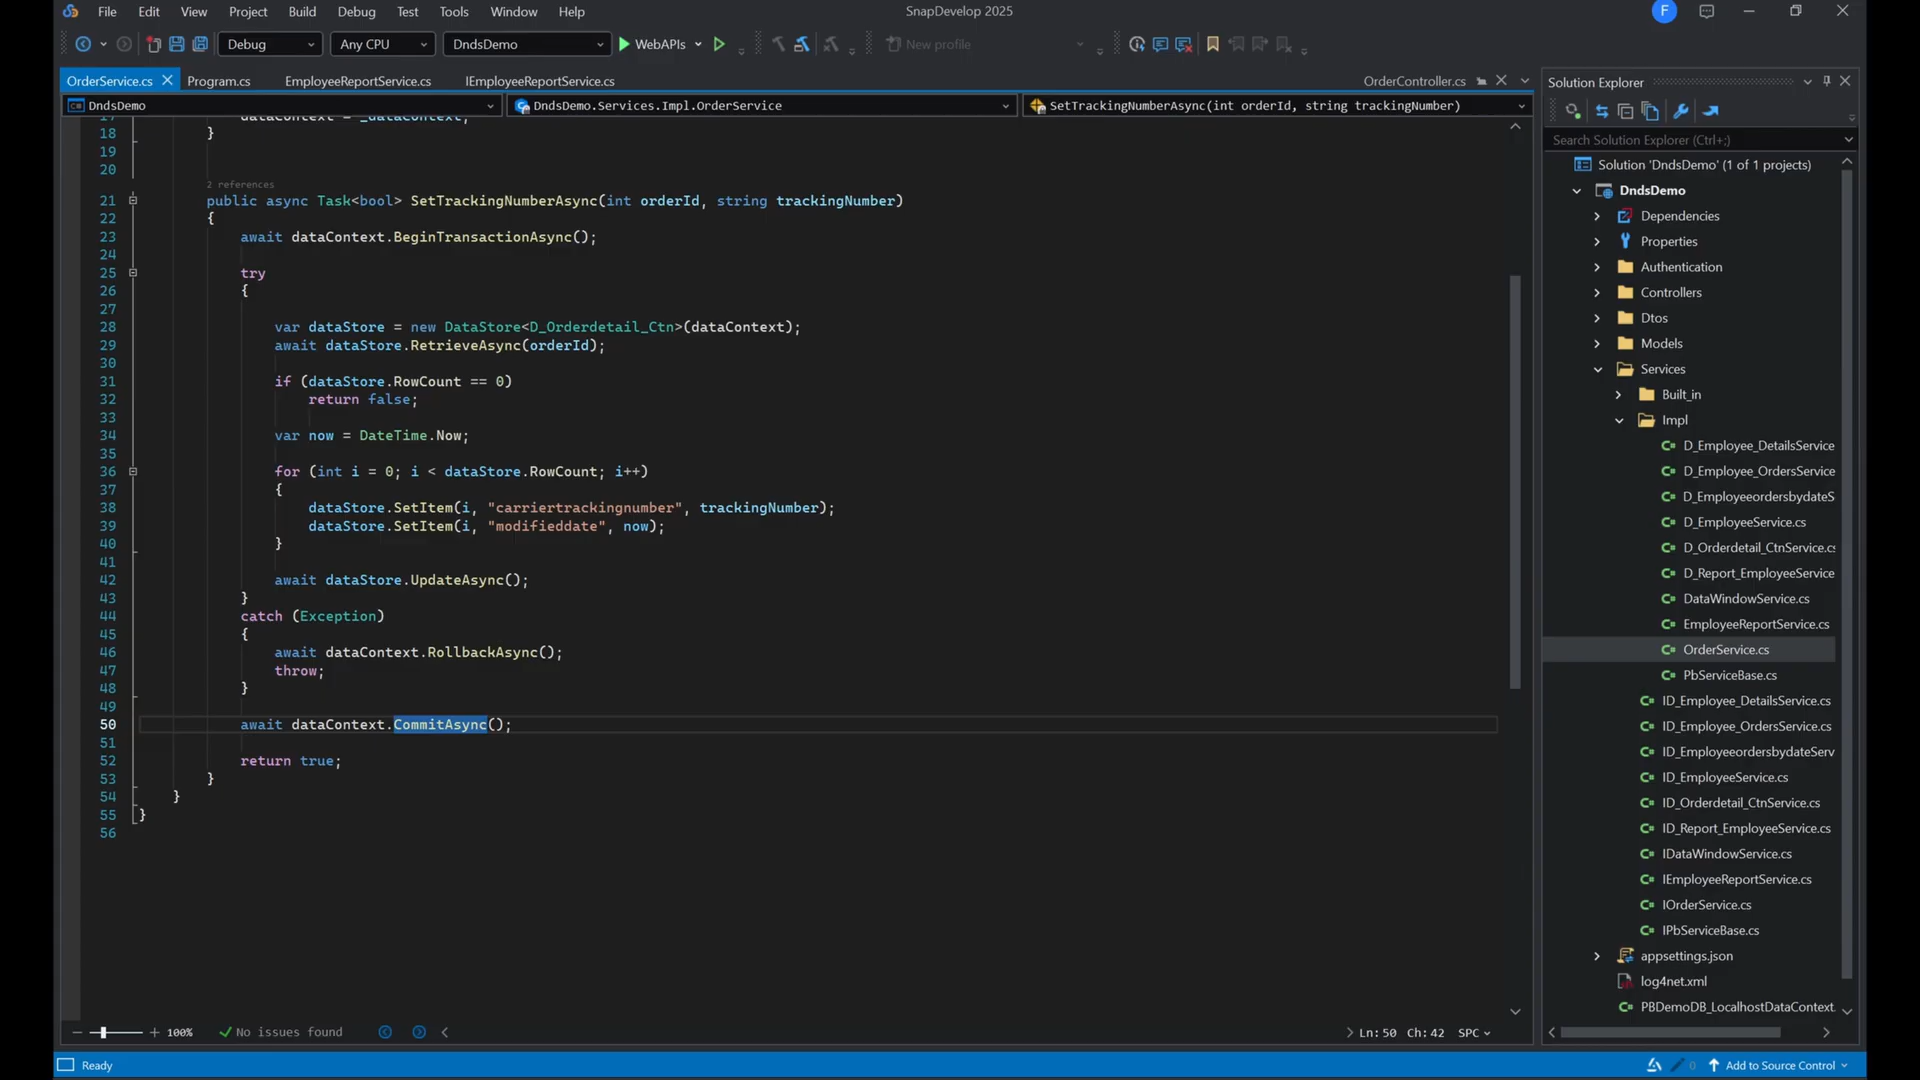 File Edit View Project Build Debug Test Tools Window Help
SnapDevelop 2025
F
Debug
Any CPU
DndsDemo
WebAPIs
New profile
OrderService.cs
Program.cs
EmployeeReportService.cs
IEmployeeReportService.cs
OrderController.cs
DndsDemo
DndsDemo.Services.Impl.OrderService
SetTrackingNumberAsync(int orderId, string trackingNumber)
17 dataContext = _dataContext;
18 }
19
20
2 references
21 public async Task<bool> SetTrackingNumberAsync(int orderId, string trackingNumber)
22 {
23 await dataContext.BeginTransactionAsync();
24
25 try
26 {
27
28 var dataStore = new DataStore<D_Orderdetail_Ctn>(dataContext);
29 await dataStore.RetrieveAsync(orderId);
30
31 if (dataStore.RowCount == 0)
32 return false;
33
34 var now = DateTime.Now;
35
36 for (int i = 0; i < dataStore.RowCount; i++)
37 {
38 dataStore.SetItem(i, "carriertrackingnumber", trackingNumber);
39 dataStore.SetItem(i, "modifieddate", now);
40 }
41
42 await dataStore.UpdateAsync();
43 }
44 catch (Exception)
45 {
46 await dataContext.RollbackAsync();
47 throw;
48 }
49
50 await dataContext.CommitAsync();
51
52 return true;
53 }
54 }
55 }
56
100%
No issues found
Ln:50 Ch:42 SPC
Solution Explorer
Search Solution Explorer (Ctrl+;)
Solution 'DndsDemo' (1 of 1 projects)
DndsDemo
Dependencies
Properties
Authentication
Controllers
Dtos
Models
Services
Built_in
Impl
D_Employee_DetailsService
D_Employee_OrdersService
D_EmployeeordersbydateS
D_EmployeeService.cs
D_Orderdetail_CtnService.cs
D_Report_EmployeeService
DataWindowService.cs
EmployeeReportService.cs
OrderService.cs
PbServiceBase.cs
ID_Employee_DetailsService.cs
ID_Employee_OrdersService.cs
ID_EmployeeordersbydateServ
ID_EmployeeService.cs
ID_Orderdetail_CtnService.cs
ID_Report_EmployeeService.cs
IDataWindowService.cs
IEmployeeReportService.cs
IOrderService.cs
IPbServiceBase.cs
appsettings.json
log4net.xml
PBDemoDB_LocalhostDataContext.
Ready
0
Add to Source Control